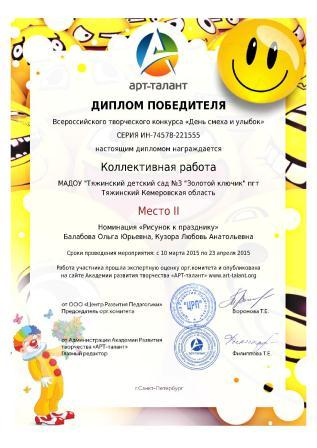 АРТ-ТАЛАНТ
ДИПЛОМ ПОБЕДИТЕЛЯ
Всероссийского творческого конкурса «День смеха и улыбок»
СЕРИЯ ИН-74578-221555
настоящим дипломом награждается
Коллективная работа
МАДОУ "Тяжинский детский сад №3 "Золотой ключик" пгт
Тяжинский Кемеровская область
Место II
Номинация «Рисунок к празднику»
Балабова Ольга Юрьевна, Кузора Любовь Анатольевна
Сроки проведения мероприятия: с 10 марта 2015 по 23 апреля 2015
Работа участника прошла экспертную оценку орг.комитета и опубликована
на сайте Академии развития творчества «АРТ-талант» www.art-talant.org
от ООО «Центр Развития Педагогики»
Председатель орг.комитета
ЦРП
Воронова Т.Е.
от Администрации Академии Развития
творчества «АРТ-талант»
Главный редактор
АРТ-ТАЛАНТ
Филиппова Т.Е.
г.Санкт-Петербург